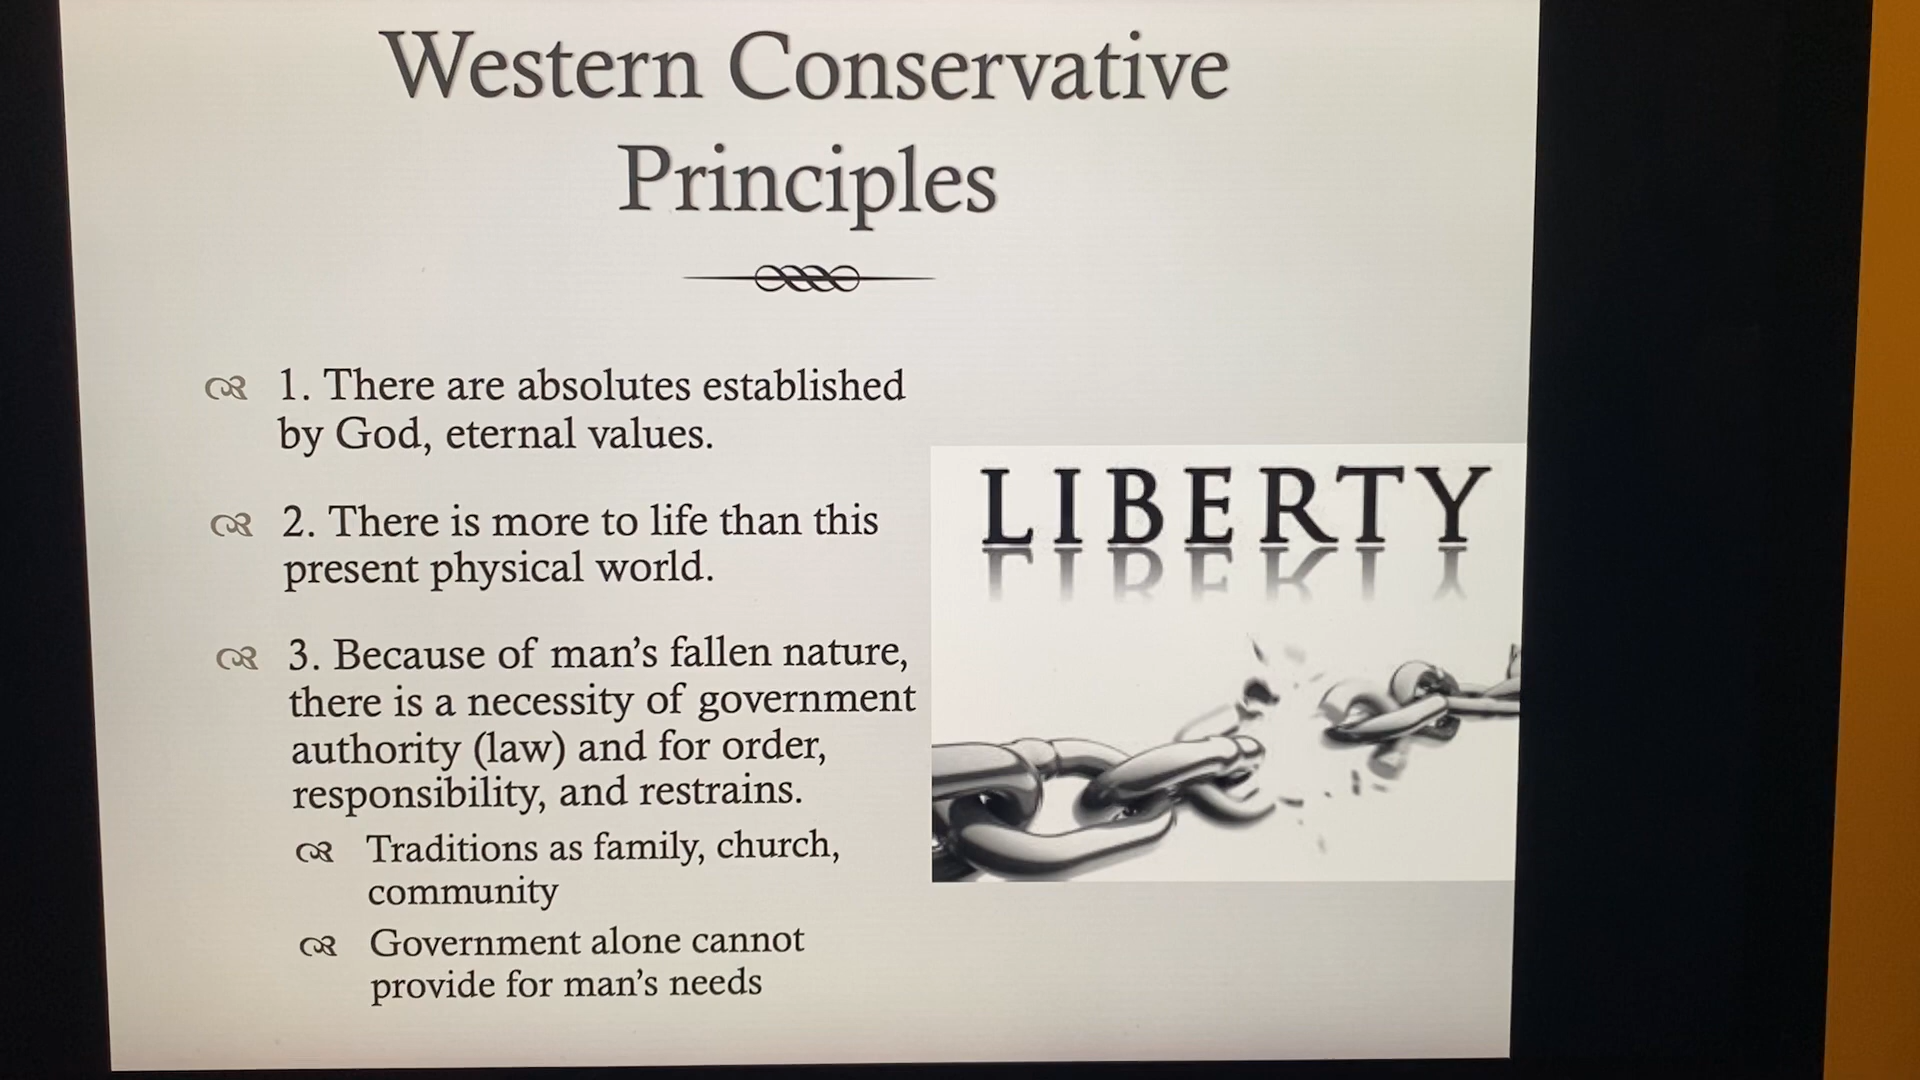 Western Conservative
Principles
1. There are absolutes established
by God, eternal values.
2. There is more to life than this
present physical world.
3. Because of man’s fallen nature,
there is a necessity of government
authority (law) and for order,
responsibility, and restrains.
Traditions as family, church,
community
Government alone cannot
provide for man’s needs
LIBERTY